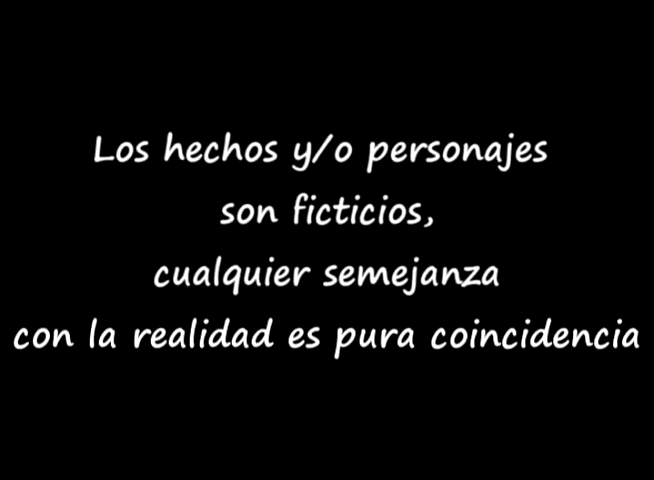 Los hechos y/o personajes
son ficticios,
cualquier semejanza
con la realidad es pura coincidencia